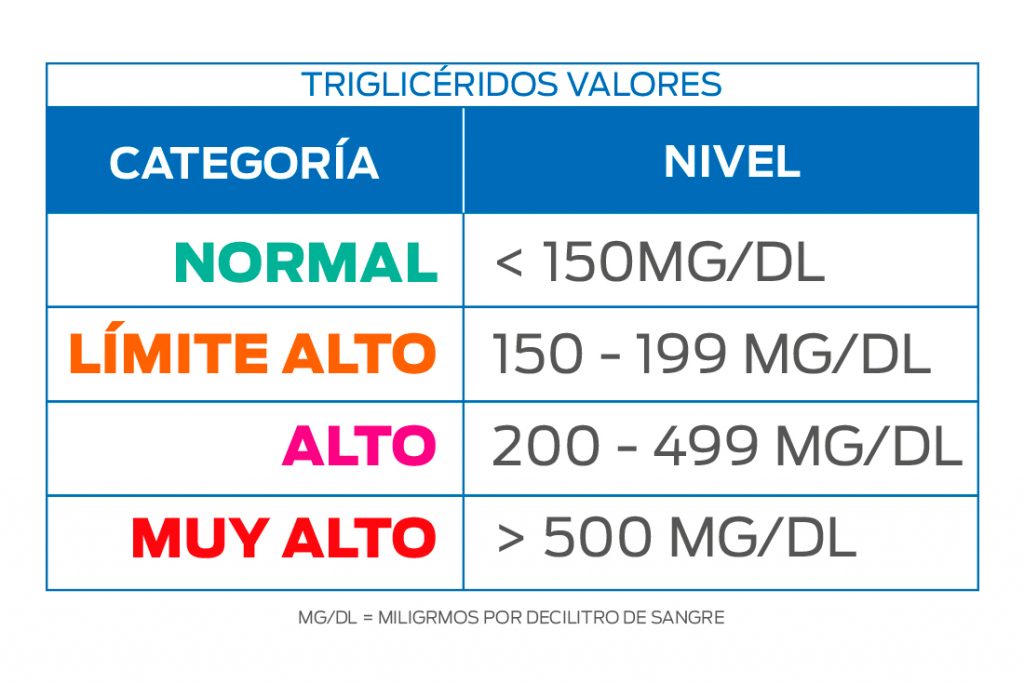 TRIGLICÉRIDOS VALORES
CATEGORÍA NIVEL
NORMAL < 150MG/DL
LÍMITE ALTO 150 - 199 MG/DL
ALTO 200 - 499 MG/DL
MUY ALTO > 500 MG/DL
MG/DL = MILIGRMOS POR DECILITRO DE SANGRE